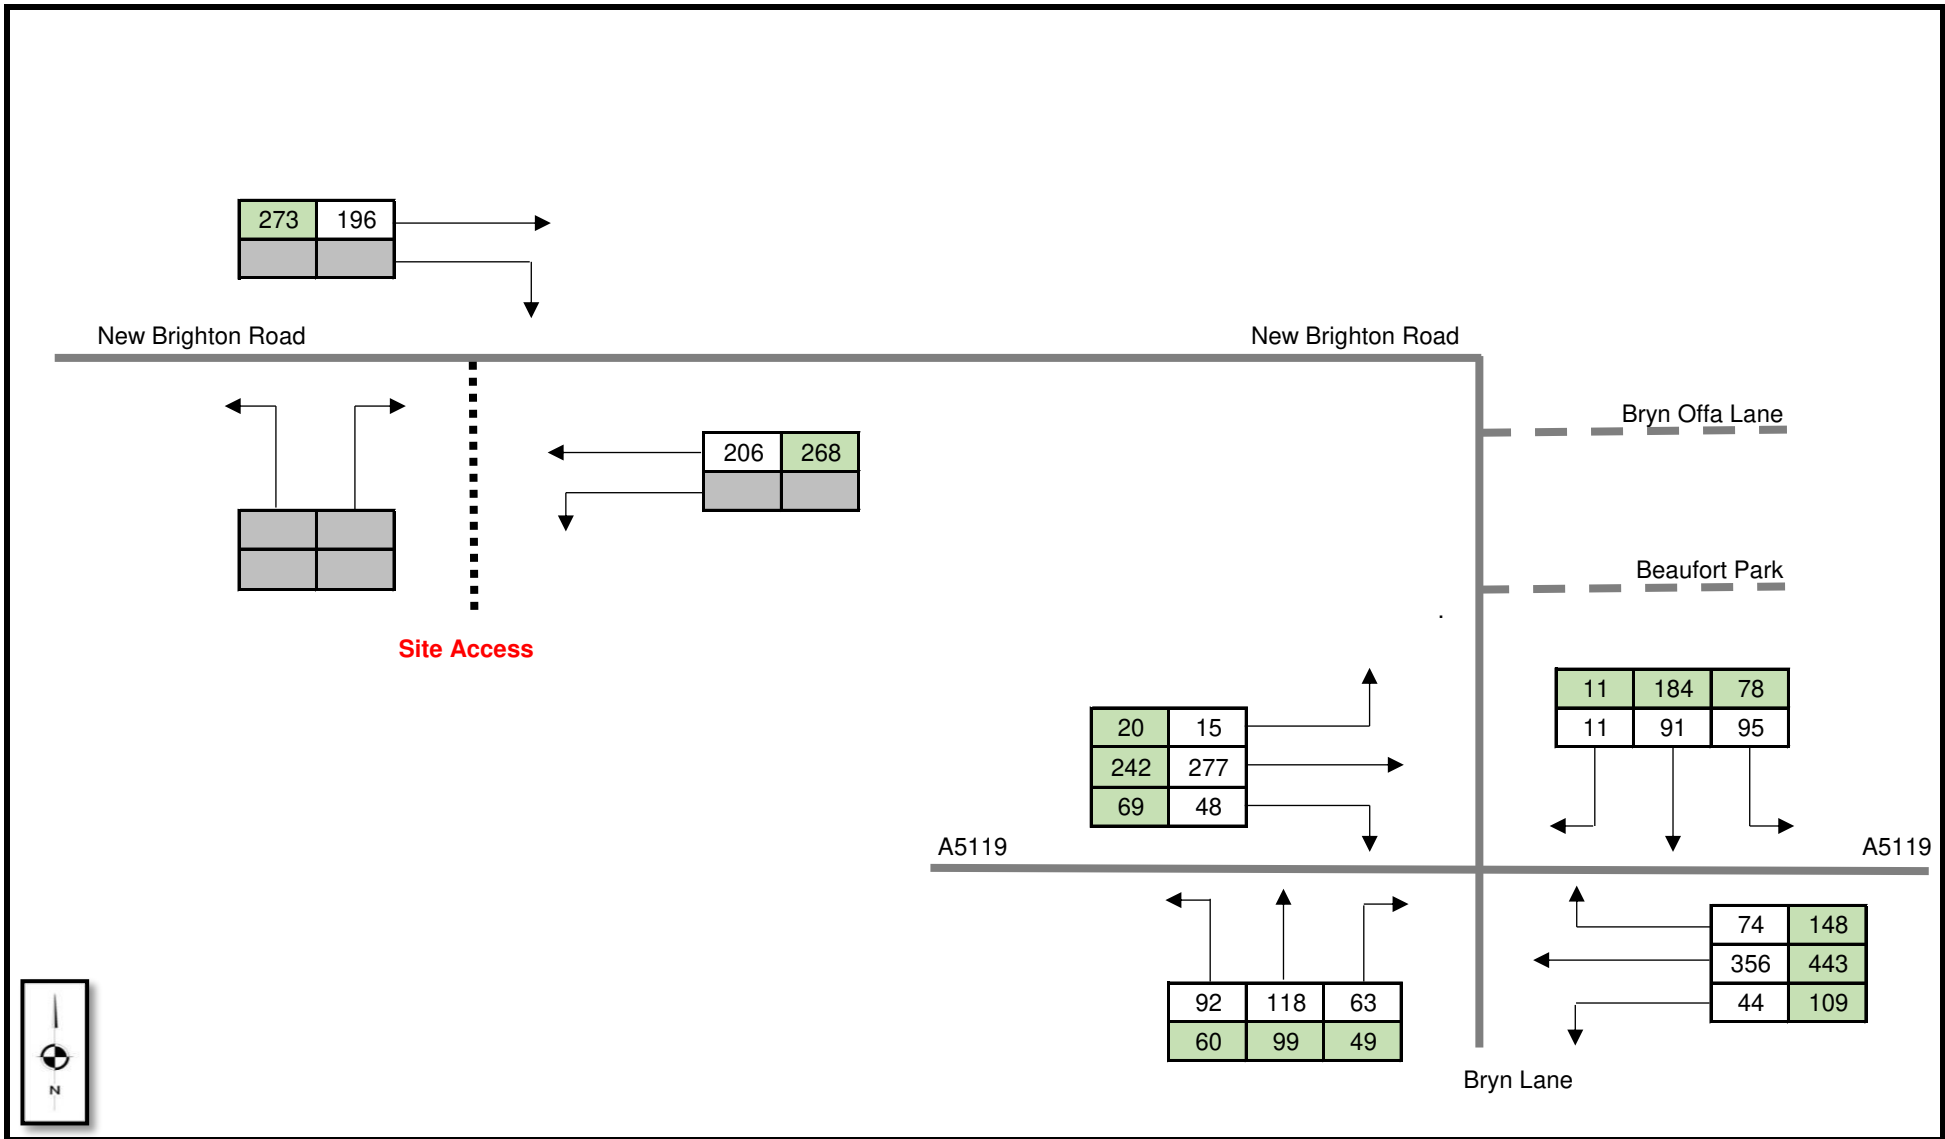 273 196
New Brighton Road
New Brighton Road
Bryn Offa Lane
206 268
Beaufort Park
Site Access
11 184 78
11 91 95
20 15
242 277
69 48
A5119
A5119
74 148
356 443
44 109
92 118 63
60 99 49
Bryn Lane
N